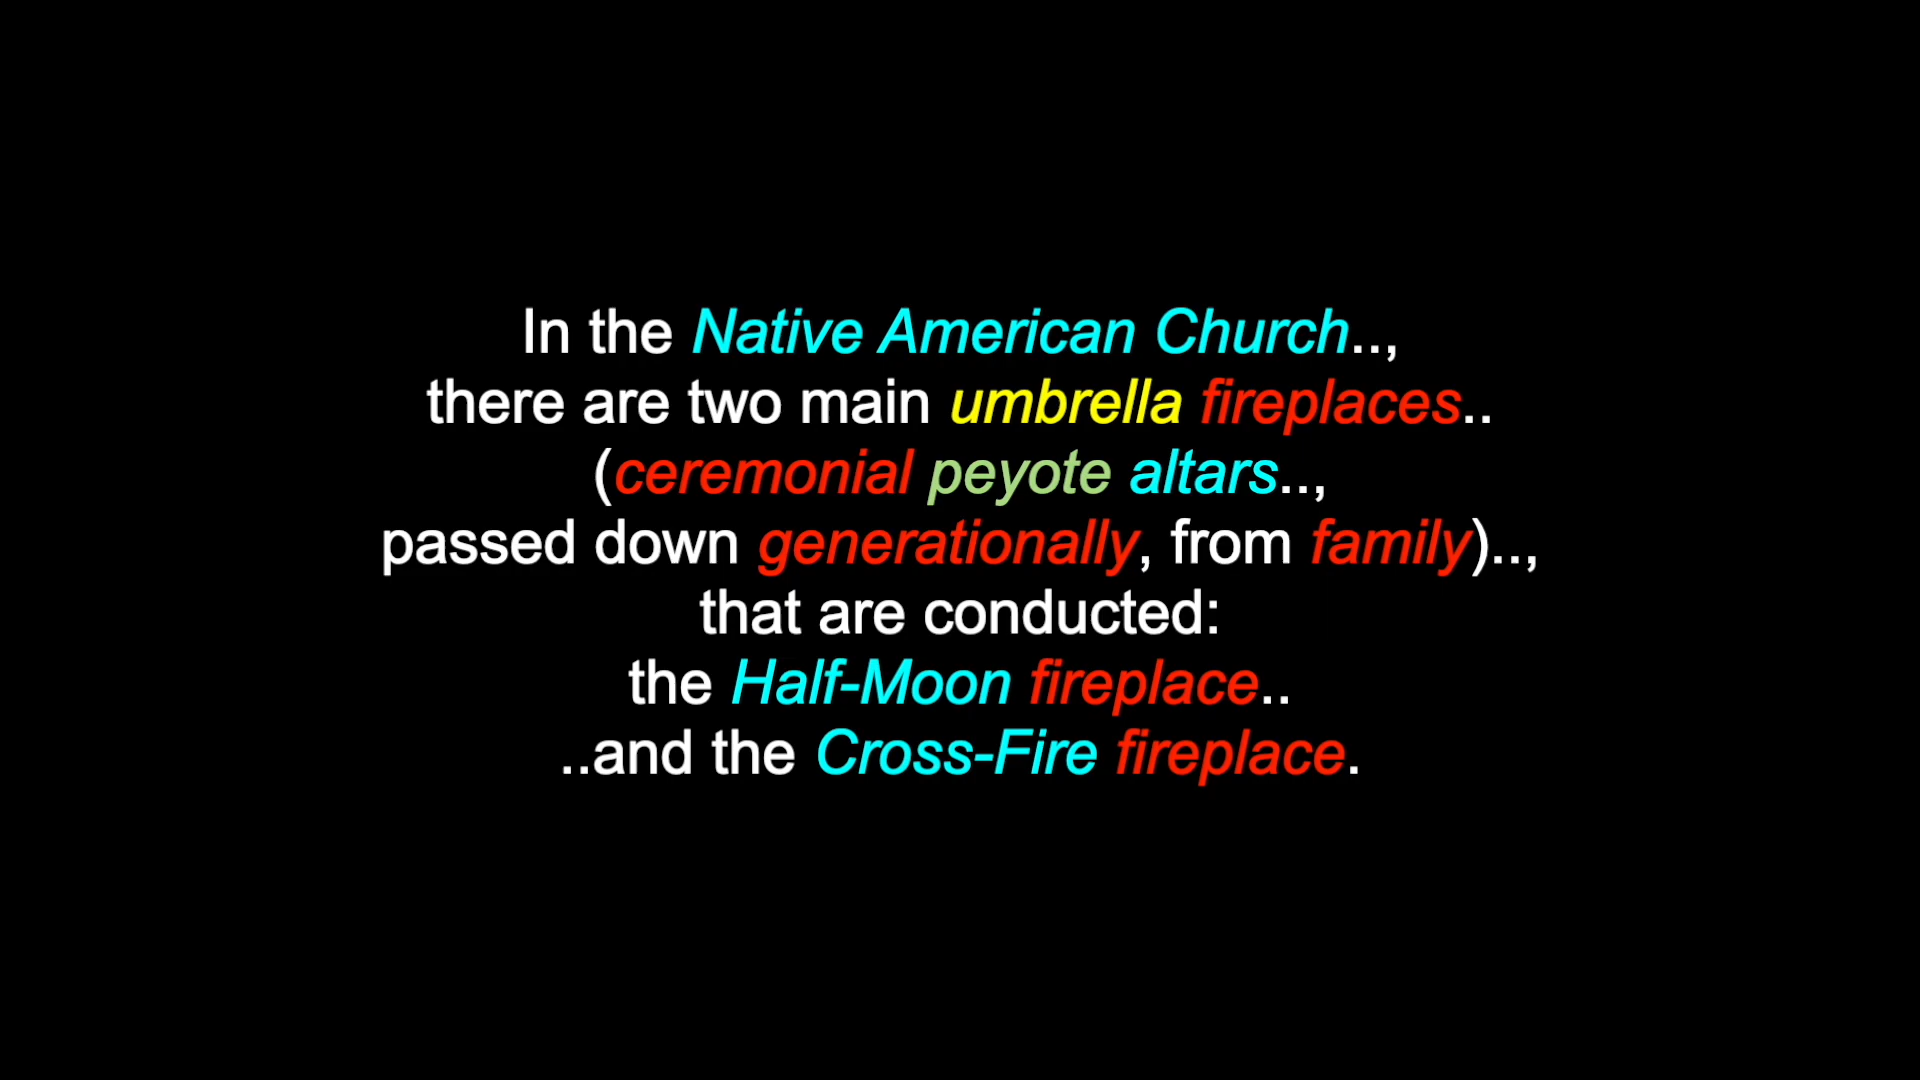 In the Native American Church..,
there are two main umbrella fireplaces..
(ceremonial peyote altars..,
passed down generationally, from family)..,
that are conducted:
the Half-Moon fireplace..
..and the Cross-Fire fireplace.